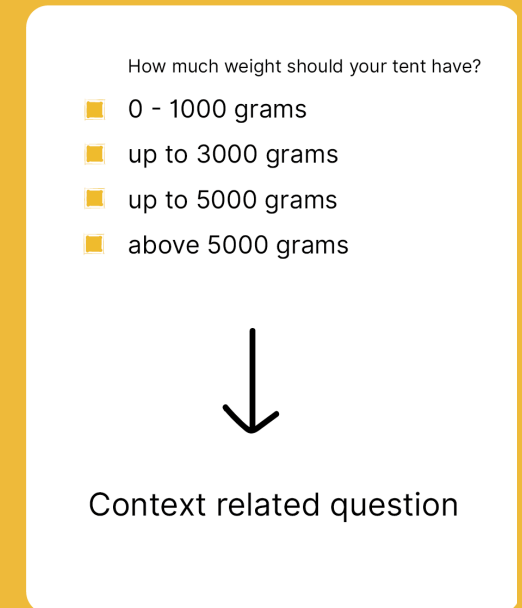 How much weight should your tent have?
0 - 1000 grams
up to 3000 grams
up to 5000 grams
above 5000 grams
Context related question